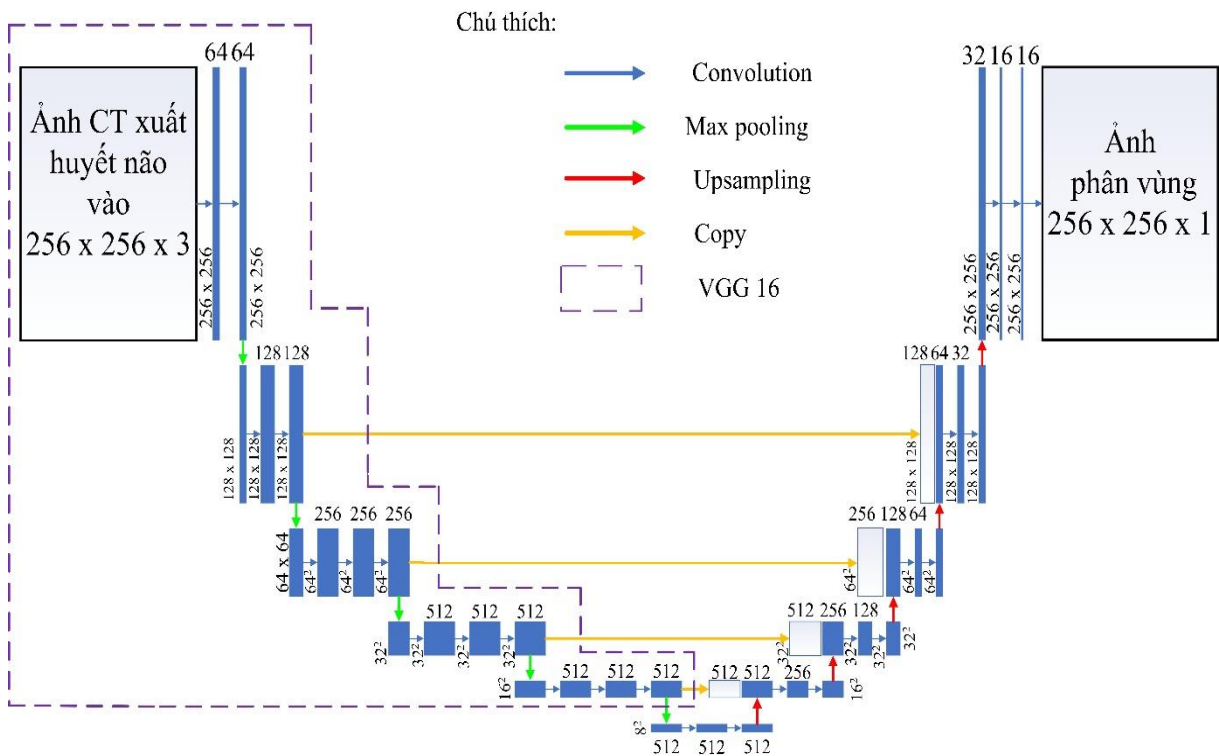 Chú thích:
Convolution
Max pooling
Upsampling
Copy
VGG 16
64 64
Ảnh CT xuất
huyết não
vào
256 x 256 x 3
256 x 256
256 x 256
128 128
128 x 128
128 x 128
128 x 128
256 256 256
64 x 64
64²
64²
64²
512 512 512
32²
32²
32²
32²
512 512 512
16²
8²
512 512 512
512 512 256
16²
512 256 128
32²
32²
32²
32²
256 128 64
64²
64²
64²
128 64 32
128 x 128
128 x 128
128 x 128
32 16 16
256 x 256
256 x 256
256 x 256
Ảnh
phân vùng
256 x 256 x 1